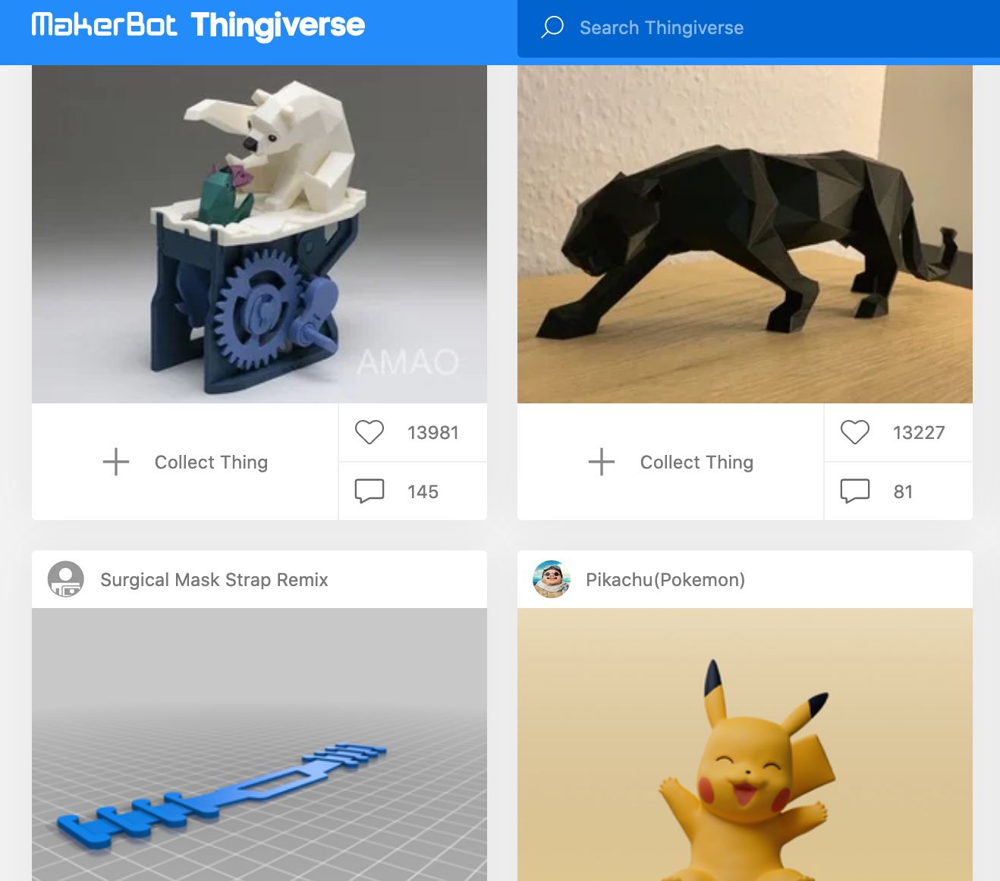 MakerBot Thingiverse
Search Thingiverse
AMAO
Collect Thing
13981
145
Collect Thing
13227
81
Surgical Mask Strap Remix
Pikachu(Pokemon)